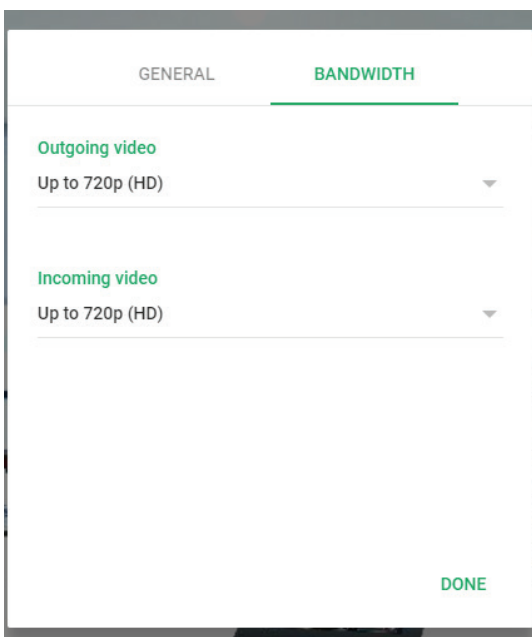 GENERAL BANDWIDTH
Outgoing video
Up to 720p (HD)
Incoming video
Up to 720p (HD)
DONE